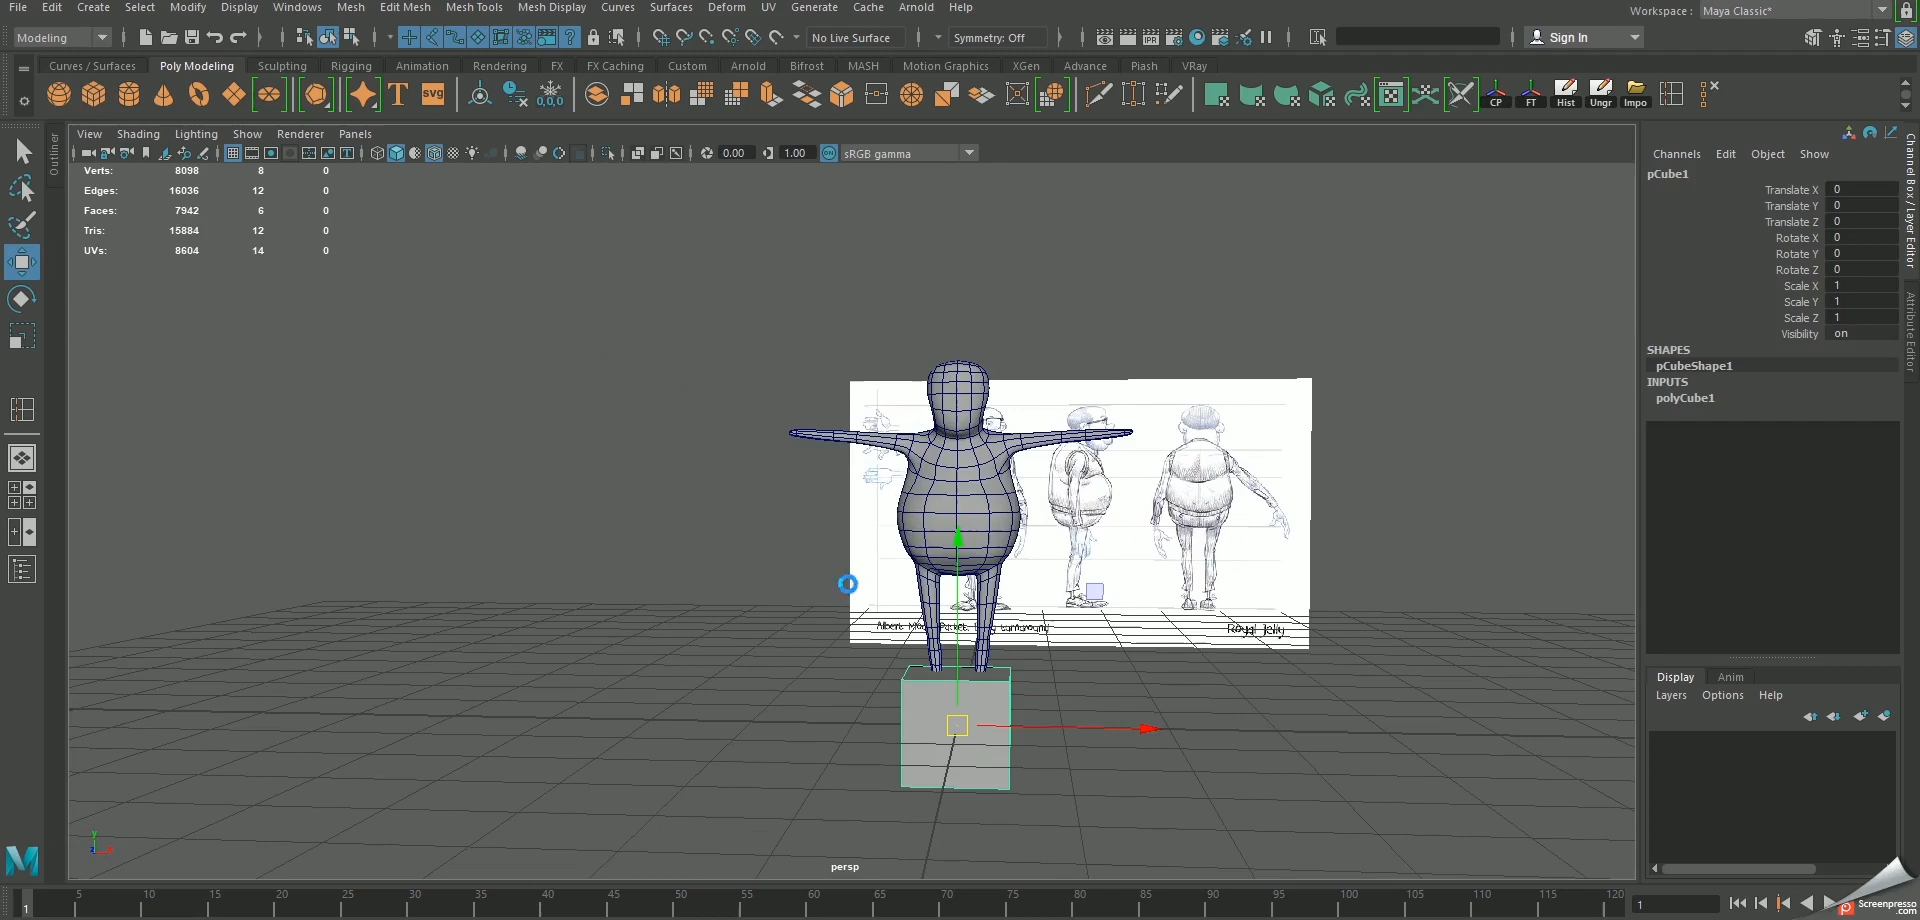 File Edit Create Select Modify Display Windows Mesh Edit Mesh Mesh Tools Mesh Display Curves Surfaces Deform UV Generate Cache Arnold Help
Workspace : Maya Classic*
Modeling No Live Surface Symmetry: Off Sign In
Curves / Surfaces Poly Modeling Sculpting Rigging Animation Rendering FX FX Caching Custom Arnold Bifrost MASH Motion Graphics XGen Advance Piash VRay
T SVG 0,0,0 CP FT Hist Ungr Impo
View Shading Lighting Show Renderer Panels
0.00 1.00 ON sRGB gamma
Outliner
Verts: 8098 8 0
Edges: 16036 12 0
Faces: 7942 6 0
Tris: 15884 12 0
UVs: 8604 14 0
Royal Jelly
y
persp
Channels Edit Object Show
pCube1
Translate X 0
Translate Y 0
Translate Z 0
Rotate X 0
Rotate Y 0
Rotate Z 0
Scale X 1
Scale Y 1
Scale Z 1
Visibility on
SHAPES
pCubeShape1
INPUTS
polyCube1
Channel Box / Layer Editor
Attribute Editor
Display Anim
Layers Options Help
1 5 10 15 20 25 30 35 40 45 50 55 60 65 70 75 80 85 90 95 100 105 110 115 120
1
Screenpresso
.com